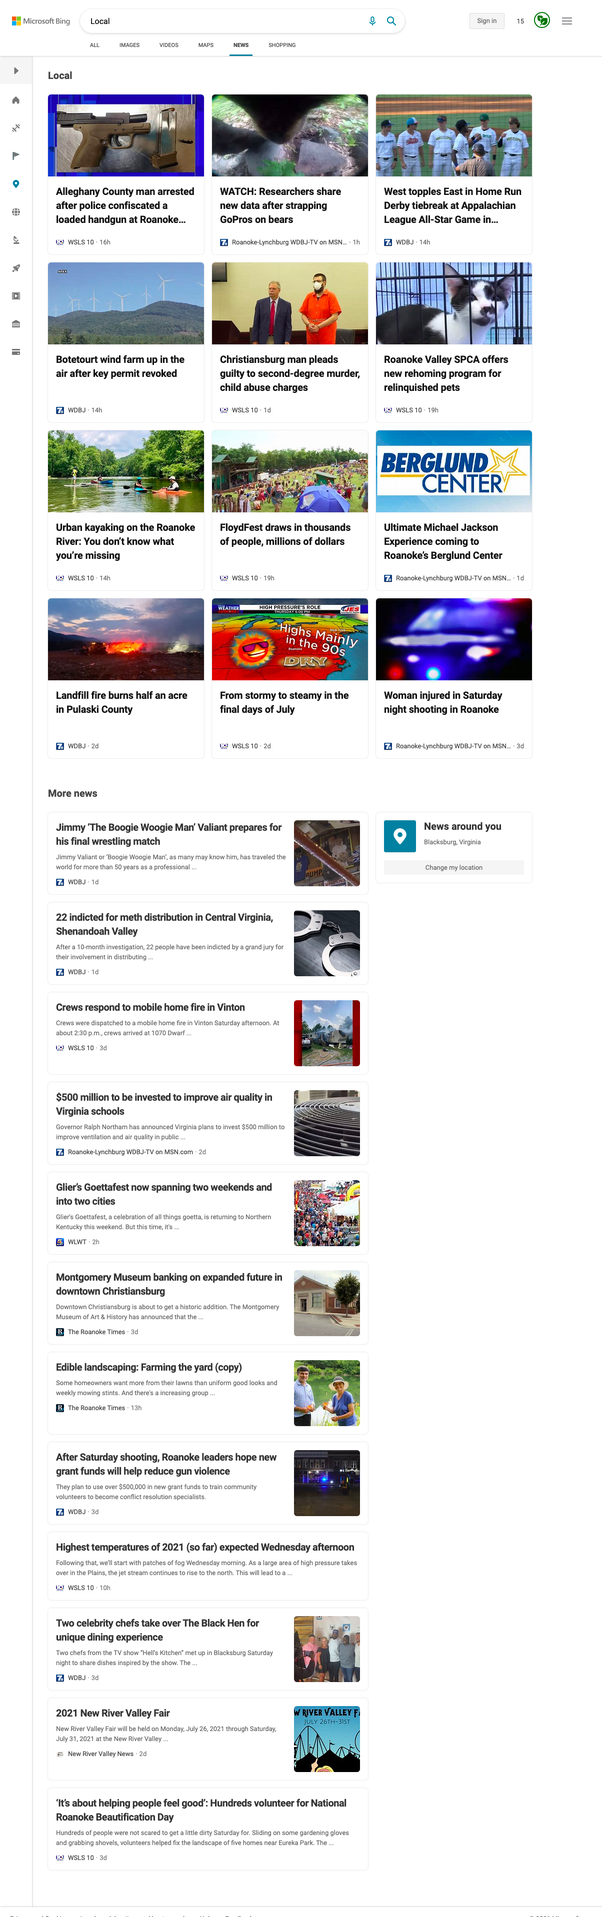 Microsoft Bing
Local
Sign in
15
ALL
IMAGES
VIDEOS
MAPS
NEWS
SHOPPING
Local
Alleghany County man arrested
after police confiscated a
loaded handgun at Roanoke...
WSLS 10 · 16h
WATCH: Researchers share
new data after strapping
GoPros on bears
Roanoke-Lynchburg WDBJ-TV on MSN... · 1h
West topples East in Home Run
Derby tiebreak at Appalachian
League All-Star Game in...
WDBJ · 14h
Botetourt wind farm up in the
air after key permit revoked
WDBJ · 14h
Christiansburg man pleads
guilty to second-degree murder,
child abuse charges
WSLS 10 · 1d
Roanoke Valley SPCA offers
new rehoming program for
relinquished pets
WSLS 10 · 19h
Urban kayaking on the Roanoke
River: You don't know what
you're missing
WSLS 10 · 14h
FloydFest draws in thousands
of people, millions of dollars
WSLS 10 · 19h
BERGLUND
CENTER
Ultimate Michael Jackson
Experience coming to
Roanoke's Berglund Center
Roanoke-Lynchburg WDBJ-TV on MSN... · 1d
Landfill fire burns half an acre
in Pulaski County
WDBJ · 2d
WEATHER
HIGH PRESSURE'S ROLE
Highs Mainly
in the 90s
DRY
From stormy to steamy in the
final days of July
WSLS 10 · 2d
Woman injured in Saturday
night shooting in Roanoke
Roanoke-Lynchburg WDBJ-TV on MSN... · 3d
More news
Jimmy 'The Boogie Woogie Man' Valiant prepares for
his final wrestling match
Jimmy Valiant or 'Boogie Woogie Man', as many may know him, has traveled the
world for more than 50 years as a professional ...
WDBJ · 1d
News around you
Blacksburg, Virginia
Change my location
22 indicted for meth distribution in Central Virginia,
Shenandoah Valley
After a 10-month investigation, 22 people have been indicted by a grand jury for
their involvement in distributing ...
WDBJ · 1d
Crews respond to mobile home fire in Vinton
Crews were dispatched to a mobile home fire in Vinton Saturday afternoon. At
about 2:30 p.m., crews arrived at 1070 Dwarf ...
WSLS 10 · 3d
$500 million to be invested to improve air quality in
Virginia schools
Governor Ralph Northam has announced Virginia plans to invest $500 million to
improve ventilation and air quality in public ...
Roanoke-Lynchburg WDBJ-TV on MSN.com · 2d
Glier's Goettafest now spanning two weekends and
into two cities
Glier's Goettafest, a celebration of all things goetta, is returning to Northern
Kentucky this weekend. But this time, it's ...
WLWT · 2h
Montgomery Museum banking on expanded future in
downtown Christiansburg
Downtown Christiansburg is about to get a historic addition. The Montgomery
Museum of Art & History has announced that the ...
The Roanoke Times · 3d
Edible landscaping: Farming the yard (copy)
Some homeowners want more from their lawns than uniform good looks and
weekly mowing stints. And there's a increasing group ...
The Roanoke Times · 13h
After Saturday shooting, Roanoke leaders hope new
grant funds will help reduce gun violence
They plan to use over $500,000 in new grant funds to train community
volunteers to become conflict resolution specialists.
WDBJ · 3d
Highest temperatures of 2021 (so far) expected Wednesday afternoon
Following that, we'll start with patches of fog Wednesday morning. As a large area of high pressure takes
over in the Plains, the jet stream continues to rise to the north. This will lead to a ...
WSLS 10 · 10h
Two celebrity chefs take over The Black Hen for
unique dining experience
Two chefs from the TV show "Hell's Kitchen" met up in Blacksburg Saturday
night to share dishes inspired by the show. The ...
WDBJ · 3d
2021 New River Valley Fair
New River Valley Fair will be held on Monday, July 26, 2021 through Saturday,
July 31, 2021 at the New River Valley ...
New River Valley News · 2d
W RIVER VALLEY FA
JULY 26TH-31ST
'It's about helping people feel good': Hundreds volunteer for National
Roanoke Beautification Day
Hundreds of people were not scared to get a little dirty Saturday for. Sliding on some gardening gloves
and grabbing shovels, volunteers helped fix the landscape of five homes near Eureka Park. The ...
WSLS 10 · 3d